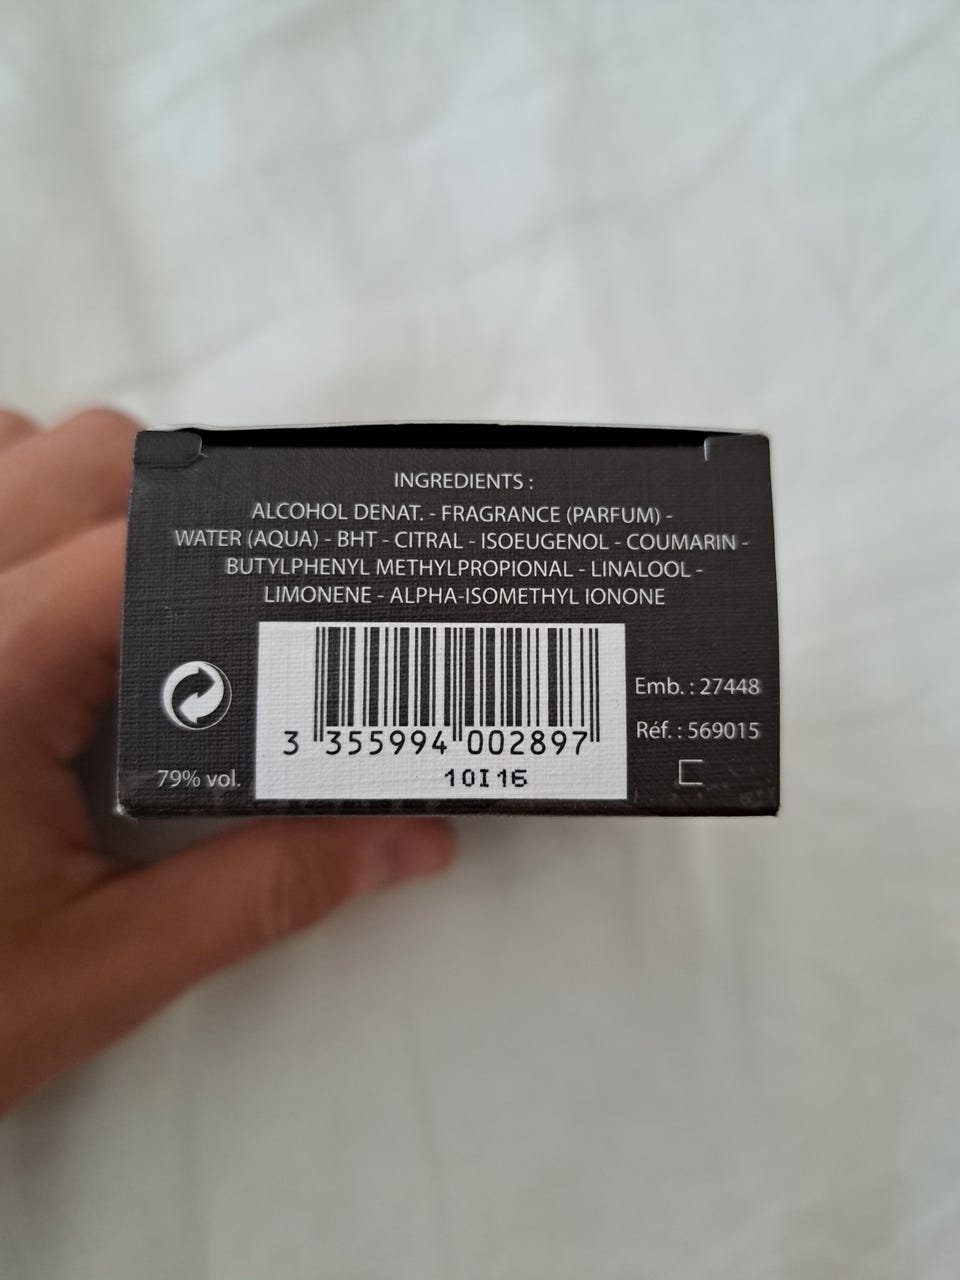 INGREDIENTS :
ALCOHOL DENAT. - FRAGRANCE (PARFUM) -
WATER (AQUA) - BHT - CITRAL - ISOEUGENOL - COUMARIN -
BUTYLPHENYL METHYLPROPIONAL - LINALOOL -
LIMONENE - ALPHA-ISOMETHYL IONONE
Emb. : 27448
Réf. : 569015
3 355994 002897
79% vol.
10I16